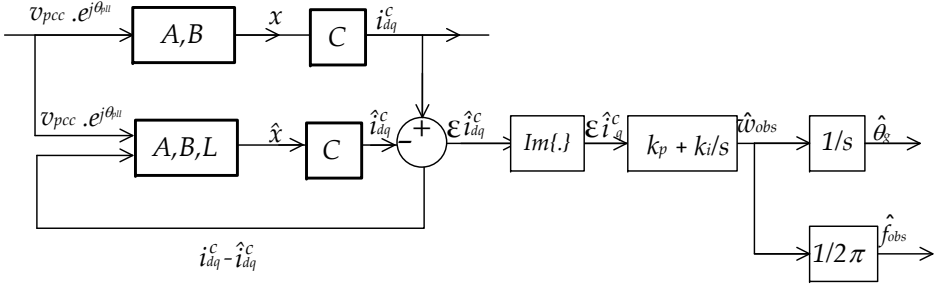 v_pcc .e^{jθ_pll}
A,B
x
C
i^c_dq
v_pcc .e^{jθ_pll}
A,B,L
x̂
C
î^c_dq
+
-
εî^c_dq
Im{.}
εî^c_q
k_p + k_i/s
ŵ_obs
1/s
θ̂_g
1/2π
f̂_obs
i^c_dq - î^c_dq